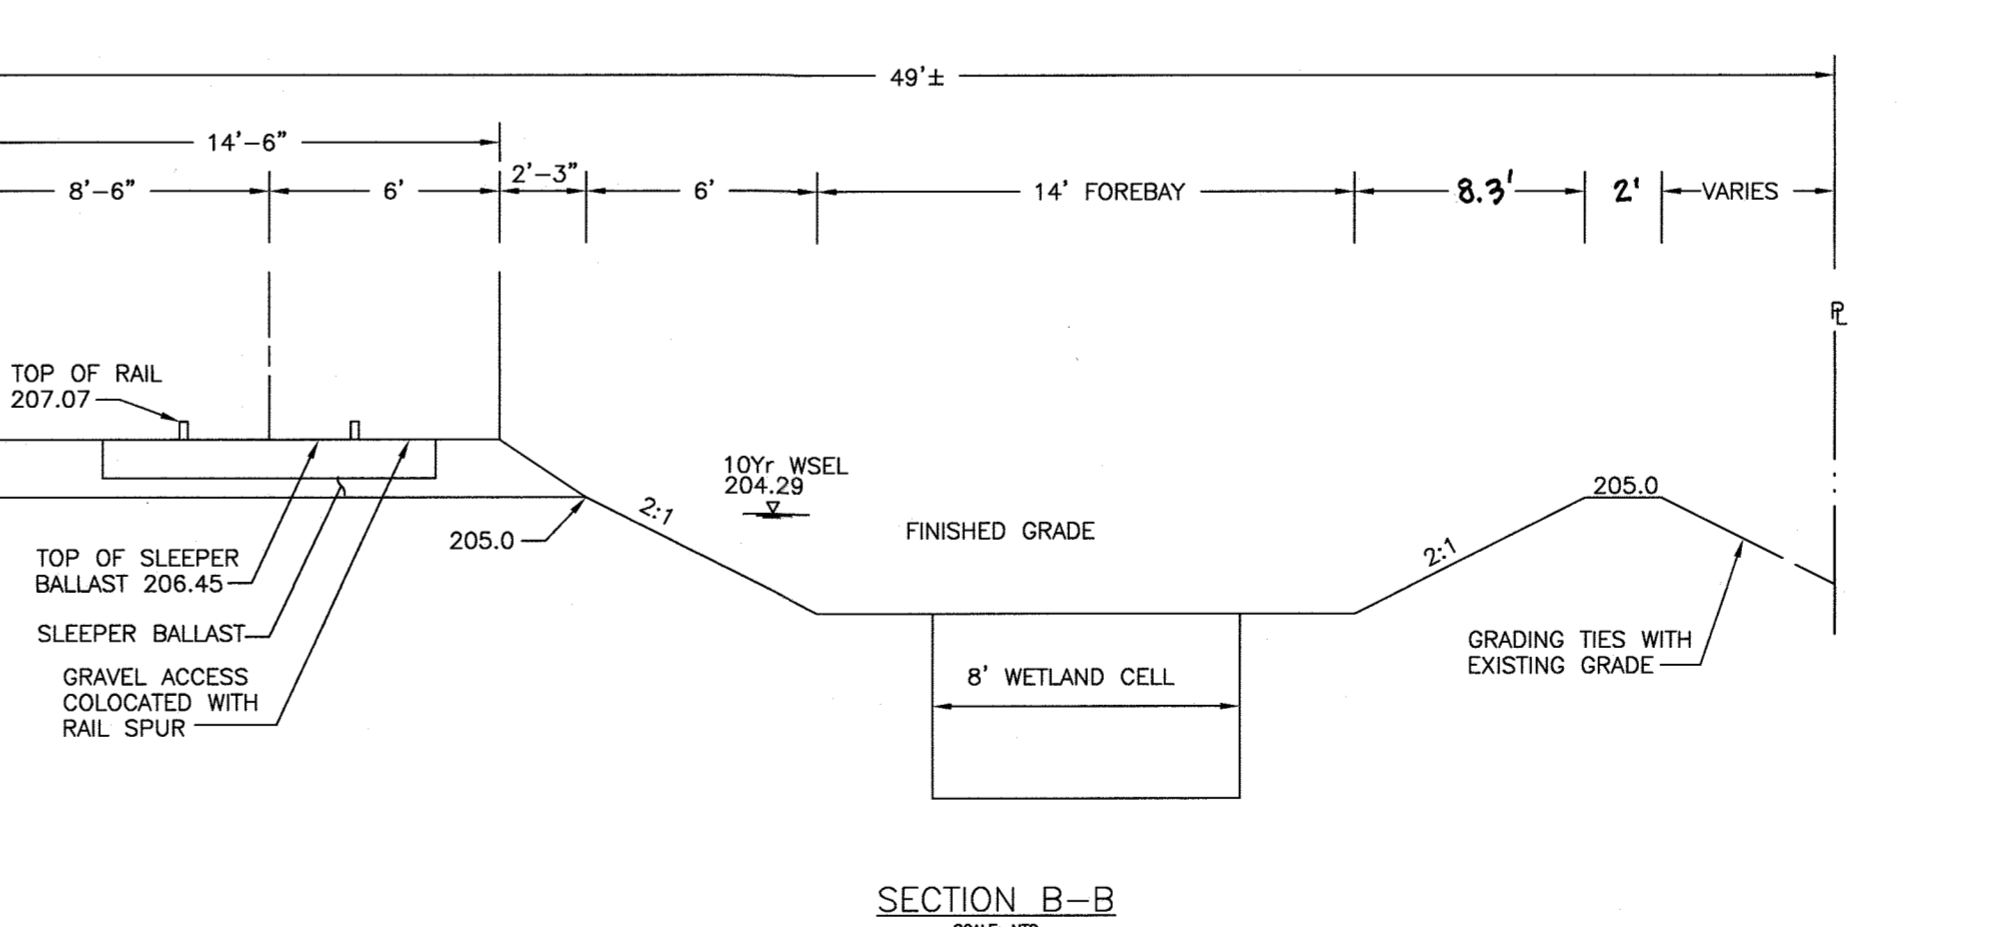 49'±
14'-6"
8'-6"
6'
2'-3"
6'
14' FOREBAY
8.3'
2'
VARIES
PL
TOP OF RAIL
207.07
10Yr WSEL
204.29
2:1
205.0
FINISHED GRADE
2:1
205.0
TOP OF SLEEPER
BALLAST 206.45
SLEEPER BALLAST
GRAVEL ACCESS
COLOCATED WITH
RAIL SPUR
8' WETLAND CELL
GRADING TIES WITH
EXISTING GRADE
SECTION B-B